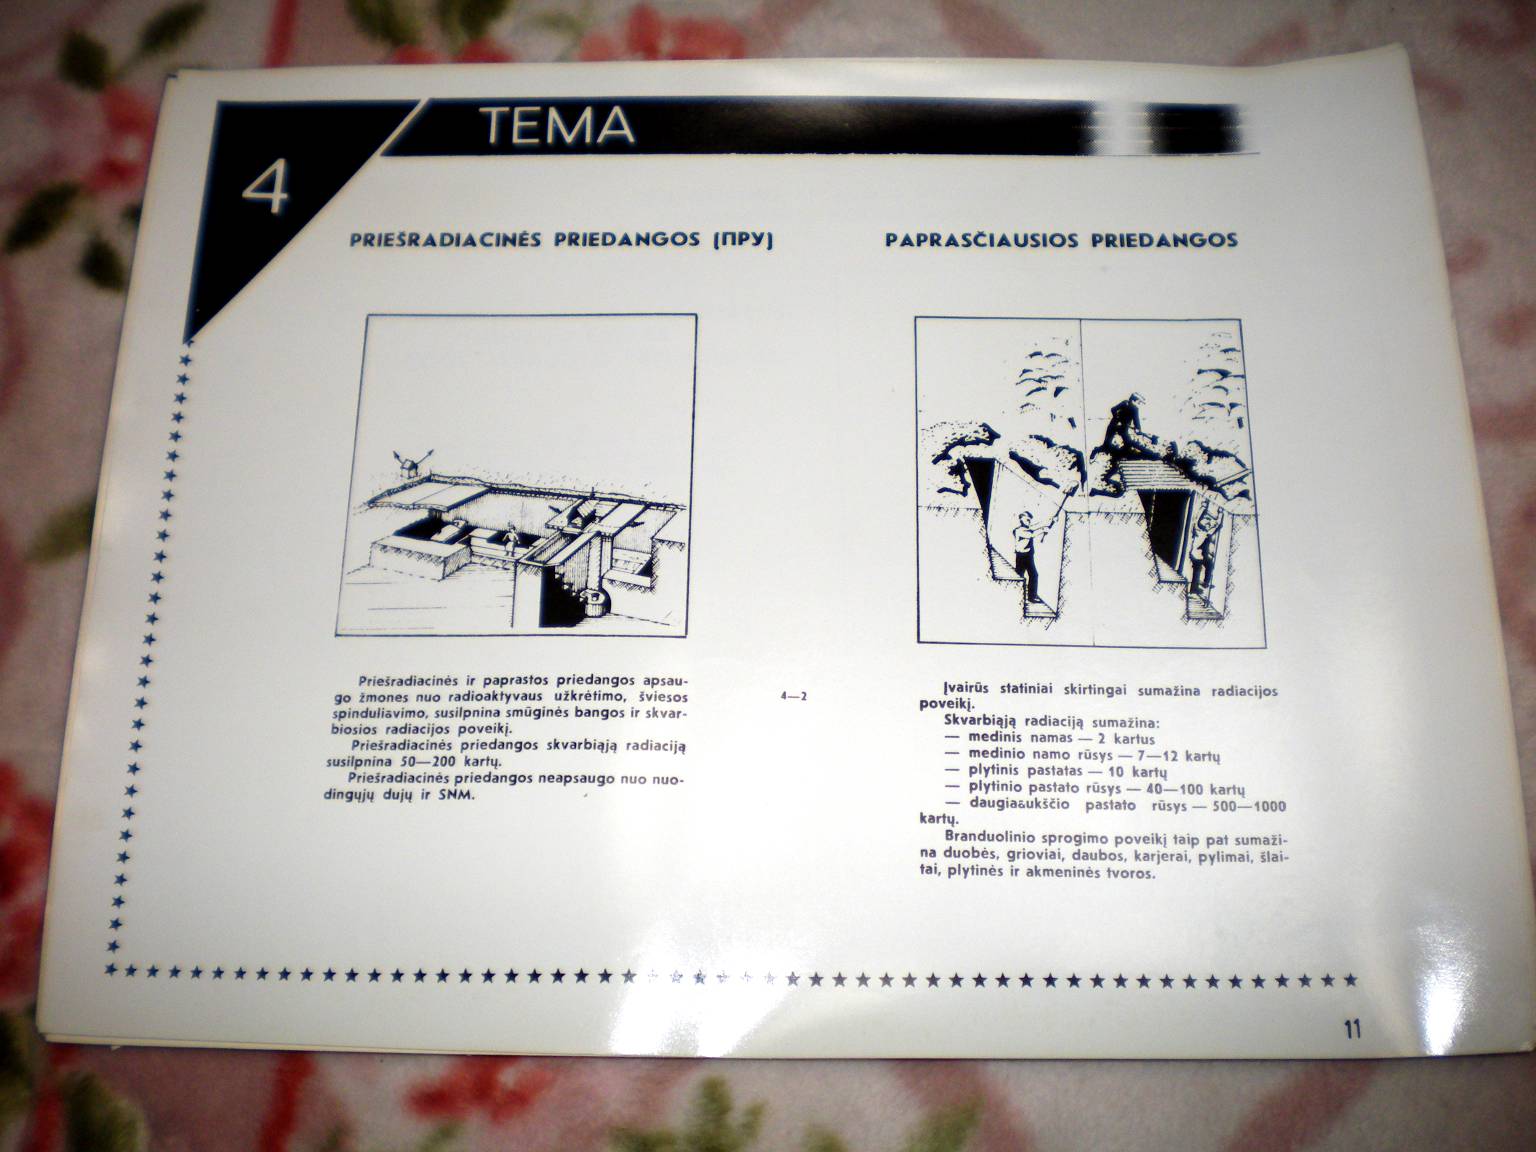 4
TEMA
PRIEŠRADIACINĖS PRIEDANGOS (ПРУ)
Priešradiacinės ir paprastos priedangos apsau-
go žmones nuo radioaktyvaus užkrėtimo, šviesos
spinduliavimo, susilpnina smūginės bangos ir skvar-
biosios radiacijos poveikį.
Priešradiacinės priedangos skvarbiąją radiaciją
susilpnina 50—200 kartų.
Priešradiacinės priedangos neapsaugo nuo nuo-
dingųjų dujų ir SNM.
4—2
PAPRASČIAUSIOS PRIEDANGOS
Įvairūs statiniai skirtingai sumažina radiacijos
poveikį.
Skvarbiąją radiaciją sumažina:
— medinis namas — 2 kartus
— medinio namo rūsys — 7—12 kartų
— plytinis pastatas — 10 kartų
— plytinio pastato rūsys — 40—100 kartų
— daugiaaukščio pastato rūsys — 500—1000
kartų.
Branduolinio sprogimo poveikį taip pat sumaži-
na duobės, grioviai, daubos, karjerai, pylimai, šlai-
tai, plytinės ir akmeninės tvoros.
11